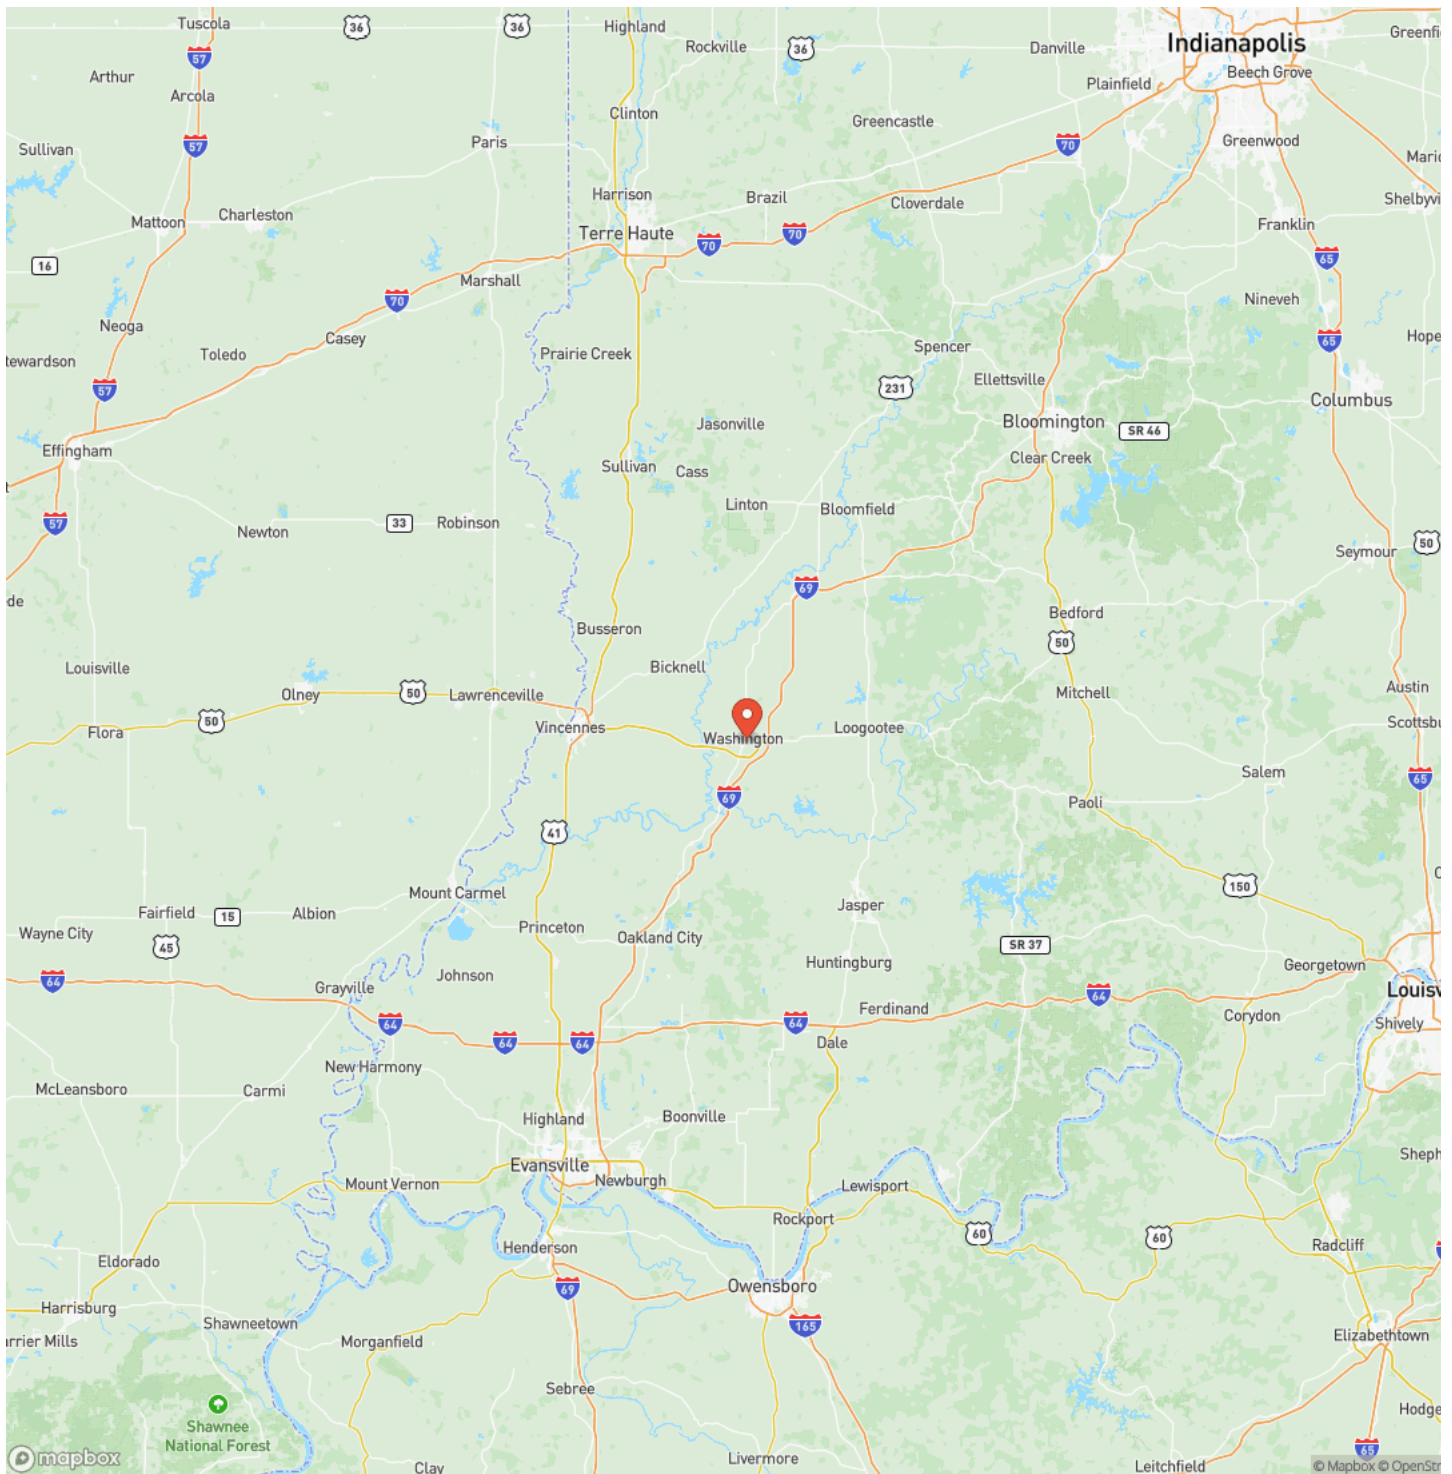 Tuscola
36
36
Highland
Rockville
36
Danville
Indianapolis
Greenfi
57
Arthur
Arcola
Beech Grove
Plainfield
Clinton
Greencastle
57
Sullivan
Paris
70
Greenwood
Mario
Harrison
Brazil
Cloverdale
Shelbyvi
Mattoon
Charleston
Terre Haute
70
70
Franklin
16
65
Marshall
70
Nineveh
Neoga
Casey
65
Hope
tewardson
Toledo
Prairie Creek
Spencer
57
231
Ellettsville
Columbus
Jasonville
Bloomington
SR 46
Effingham
Sullivan
Cass
Clear Creek
t
57
Newton
33
Robinson
Linton
Bloomfield
50
Seymour
69
de
Busseron
Bedford
50
Louisville
Bicknell
Olney
50
Lawrenceville
Mitchell
Austin
50
Flora
Vincennes
Washington
Loogootee
Scottsbu
Salem
65
69
Paoli
41
C
Mount Carmel
150
Fairfield
15
Albion
Jasper
Wayne City
45
Princeton
Oakland City
SR 37
Huntingburg
Georgetown
64
Johnson
Grayville
64
Louisv
Ferdinand
64
64
64
64
Corydon
Shively
Dale
New Harmony
McLeansboro
Carmi
Highland
Boonville
Sheph
Evansville
Mount Vernon
Newburgh
Lewisport
Rockport
60
60
Henderson
Radcliff
Eldorado
69
Owensboro
Harrisburg
Shawneetown
165
arrier Mills
Morganfield
Elizabethtown
Sebree
Hodge
Shawnee
National Forest
65
mapbox
Clay
Livermore
Leitchfield
© Mapbox © OpenStr